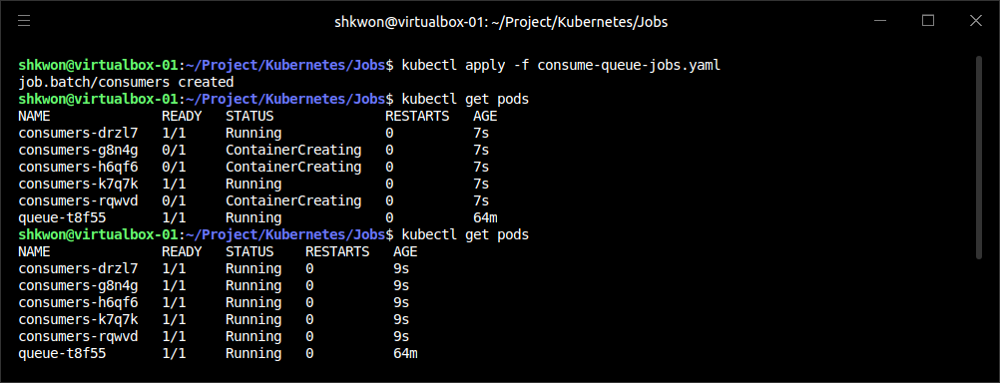 shkwon@virtualbox-01: ~/Project/Kubernetes/Jobs
shkwon@virtualbox-01:~/Project/Kubernetes/Jobs$ kubectl apply -f consume-queue-jobs.yaml
job.batch/consumers created
shkwon@virtualbox-01:~/Project/Kubernetes/Jobs$ kubectl get pods
NAME              READY   STATUS              RESTARTS   AGE
consumers-drzl7   1/1     Running             0          7s
consumers-g8n4g   0/1     ContainerCreating   0          7s
consumers-h6qf6   0/1     ContainerCreating   0          7s
consumers-k7q7k   1/1     Running             0          7s
consumers-rqwvd   0/1     ContainerCreating   0          7s
queue-t8f55       1/1     Running             0          64m
shkwon@virtualbox-01:~/Project/Kubernetes/Jobs$ kubectl get pods
NAME              READY   STATUS    RESTARTS   AGE
consumers-drzl7   1/1     Running   0          9s
consumers-g8n4g   1/1     Running   0          9s
consumers-h6qf6   1/1     Running   0          9s
consumers-k7q7k   1/1     Running   0          9s
consumers-rqwvd   1/1     Running   0          9s
queue-t8f55       1/1     Running   0          64m